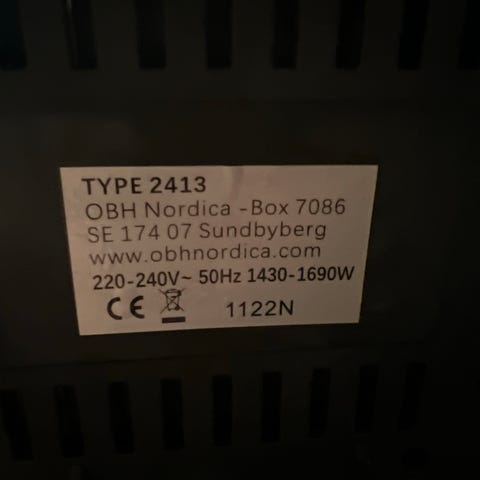 TYPE 2413
OBH Nordica -Box 7086
SE 174 07 Sundbyberg
www.obhnordica.com
220-240V~ 50Hz 1430-1690W
CE 1122N